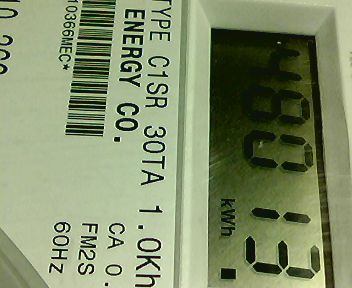 48013
kWh
TYPE C1SR 30TA 1.0Kh
ENERGY CO.
CA 0.
FM2S
60Hz
10366MEC*